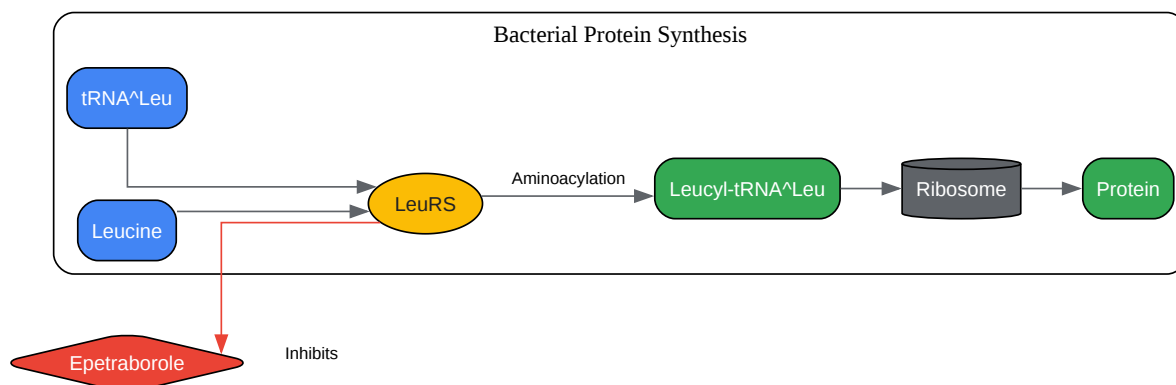 Bacterial Protein Synthesis
tRNA^Leu
Leucine
LeuRS
Aminoacylation
Leucyl-tRNA^Leu
Ribosome
Protein
Epetraborole
Inhibits